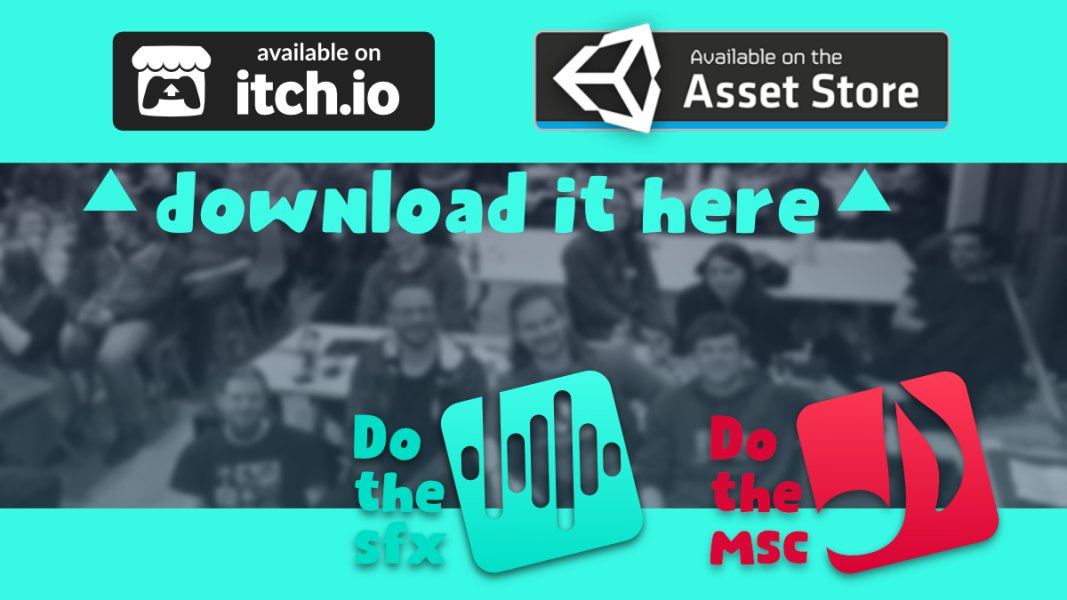 available on
itch.io
Available on the
Asset Store
download it here
Do
the
sfx
Do
the
msc